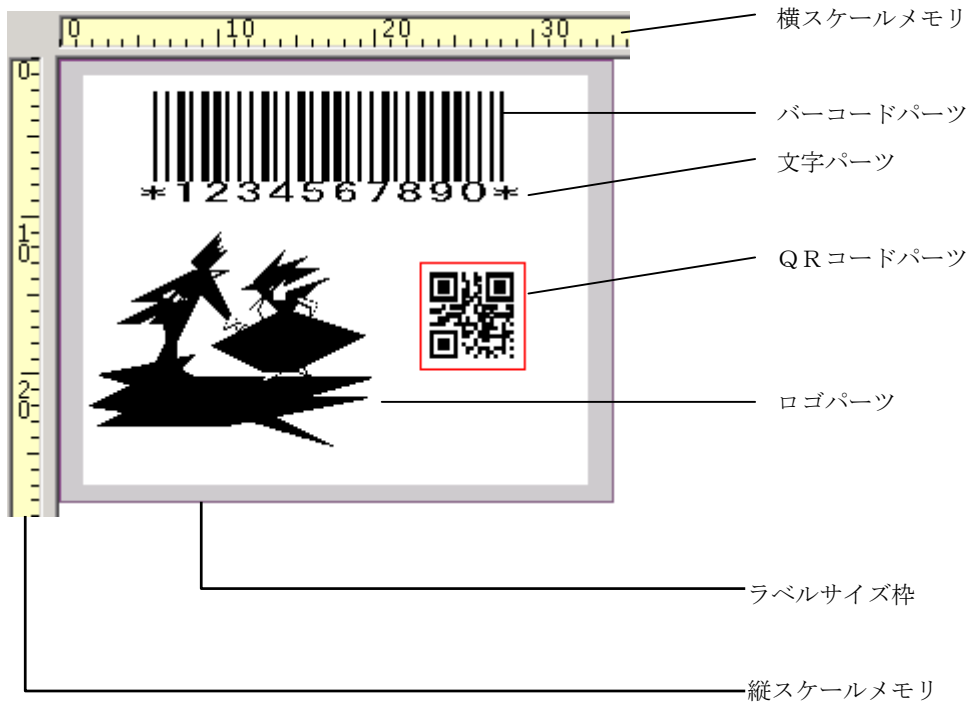 横スケールメモリ
0 10 20 30
0
バーコードパーツ
*1234567890*
文字パーツ
10
QRコードパーツ
20
ロゴパーツ
ラベルサイズ枠
縦スケールメモリ